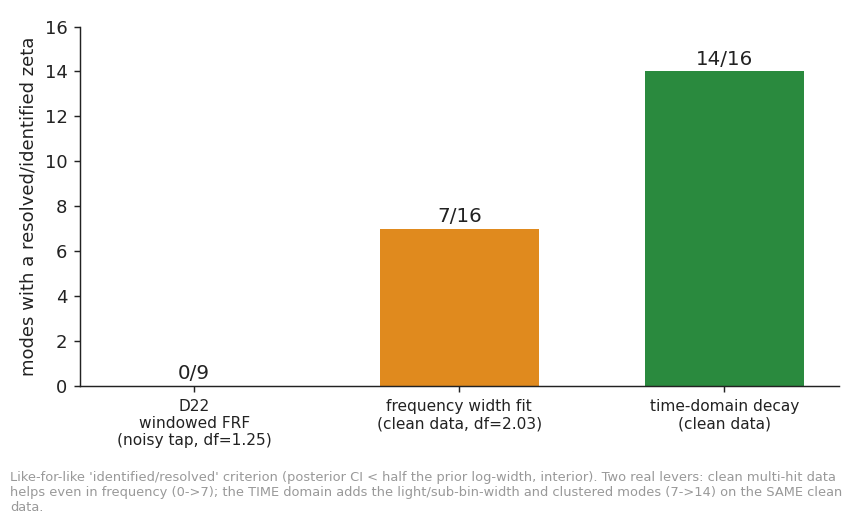 modes with a resolved/identified zeta
16
14
12
10
8
6
4
2
0
0/9
7/16
14/16
D22
windowed FRF
(noisy tap, df=1.25)
frequency width fit
(clean data, df=2.03)
time-domain decay
(clean data)
Like-for-like 'identified/resolved' criterion (posterior CI < half the prior log-width, interior). Two real levers: clean multi-hit data
helps even in frequency (0->7); the TIME domain adds the light/sub-bin-width and clustered modes (7->14) on the SAME clean
data.